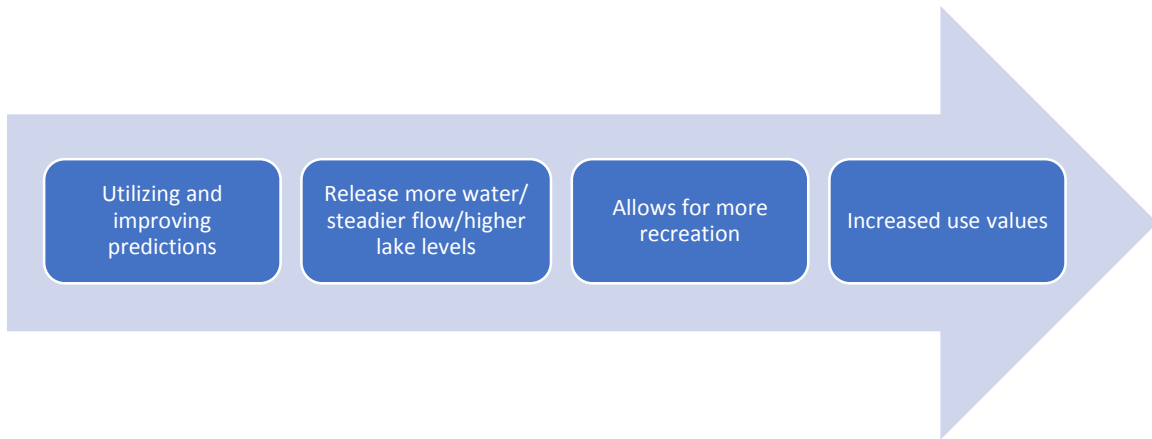 Utilizing and
improving
predictions
Release more water/
steadier flow/higher
lake levels
Allows for more
recreation
Increased use values